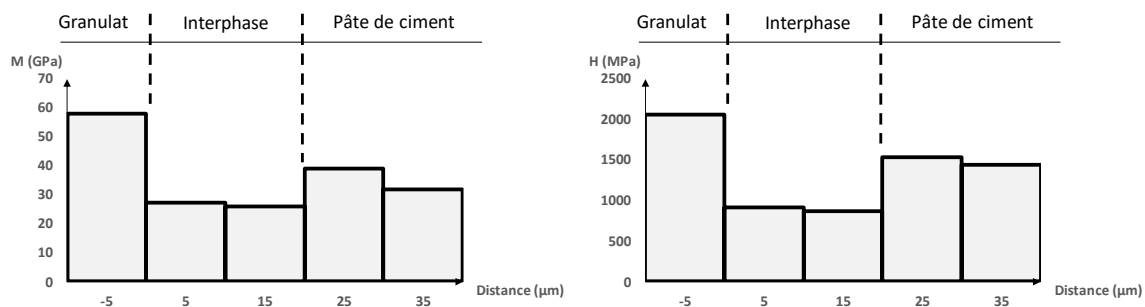 Granulat Interphase Pâte de ciment
M (GPa)
70
60
50
40
30
20
10
0
-5 5 15 25 35
Distance (µm)
Granulat Interphase Pâte de ciment
H (MPa)
2500
2000
1500
1000
500
0
-5 5 15 25 35
Distance (µm)